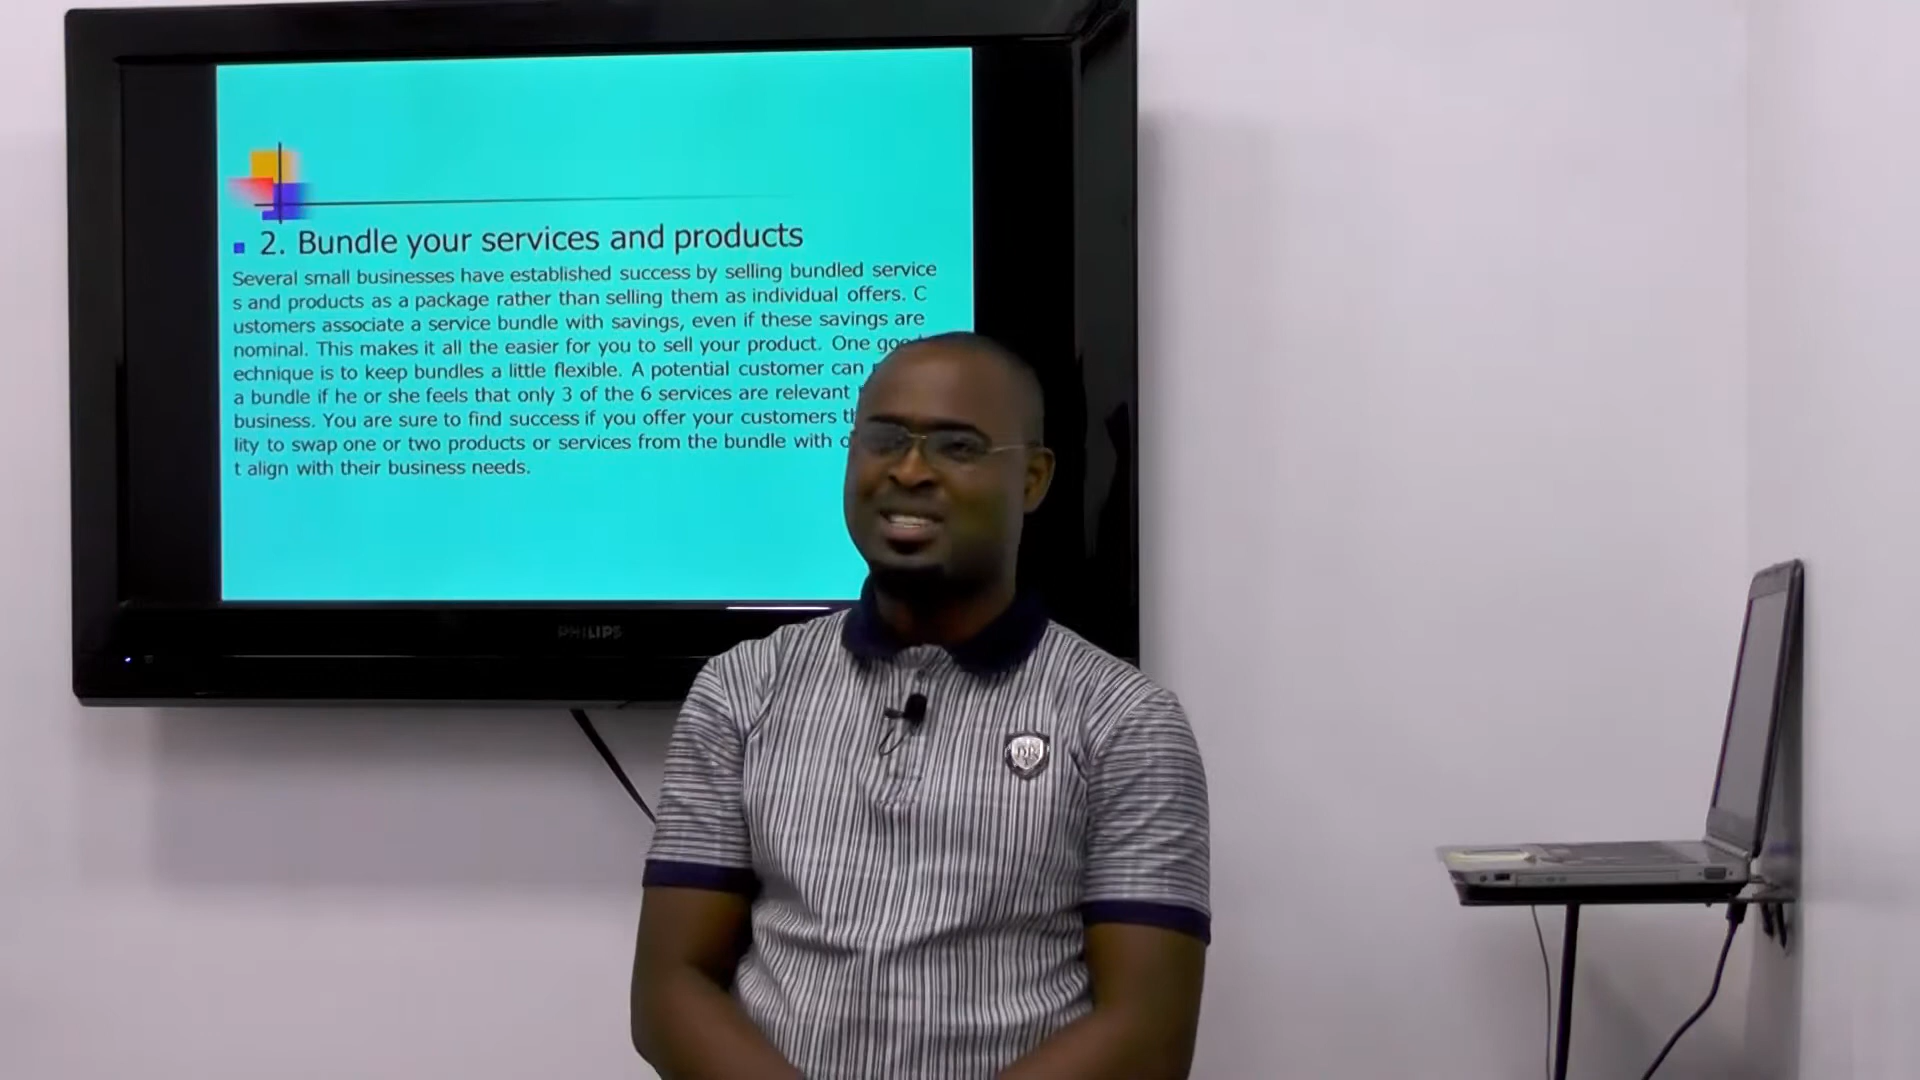 2. Bundle your services and products
Several small businesses have established success by selling bundled service
s and products as a package rather than selling them as individual offers. C
ustomers associate a service bundle with savings, even if these savings are
nominal. This makes it all the easier for you to sell your product. One
echnique is to keep bundles a little flexible. A potential customer can
a bundle if he or she feels that only 3 of the 6 services are relevant
business. You are sure to find success if you offer your customers
lity to swap one or two products or services from the bundle with
t align with their business needs.
PHILIPS